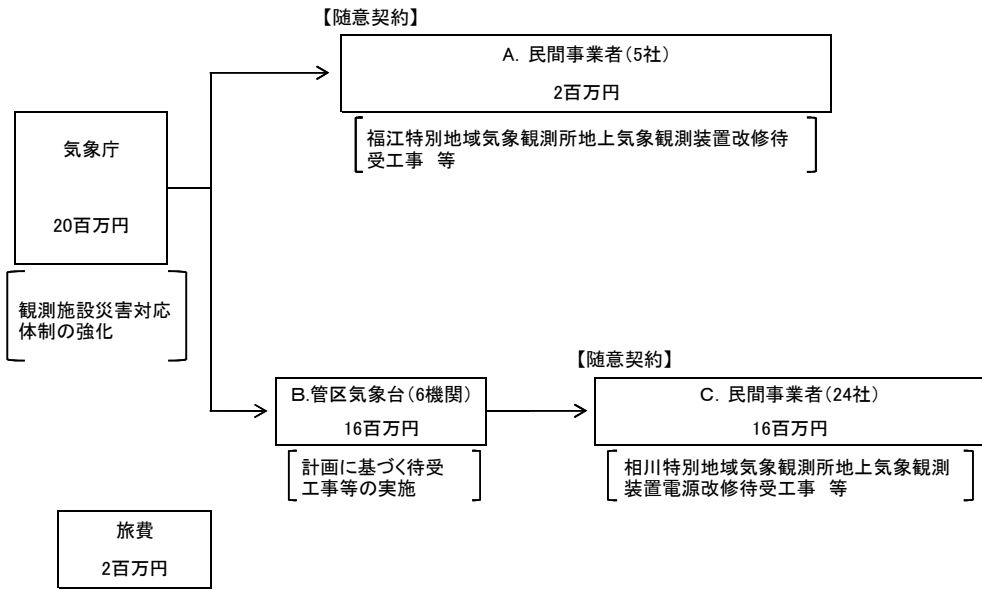 【随意契約】
A. 民間事業者(5社)
2百万円
福江特別地域気象観測所地上気象観測装置改修待
受工事 等
気象庁
20百万円
観測施設災害対応
体制の強化
【随意契約】
B.管区気象台(6機関)
16百万円
計画に基づく待受
工事等の実施
C. 民間事業者(24社)
16百万円
相川特別地域気象観測所地上気象観測
装置電源改修待受工事 等
旅費
2百万円